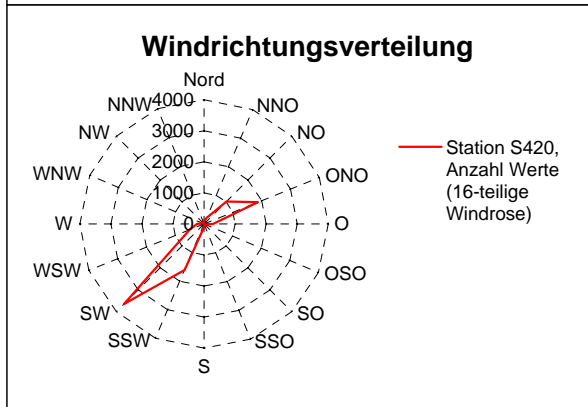 Windrichtungsverteilung
Nord
NNO
NO
ONO
O
OSO
SO
SSO
S
SSW
SW
WSW
W
WNW
NW
NNW
4000
3000
2000
1000
0
Station S420,
Anzahl Werte
(16-teilige
Windrose)